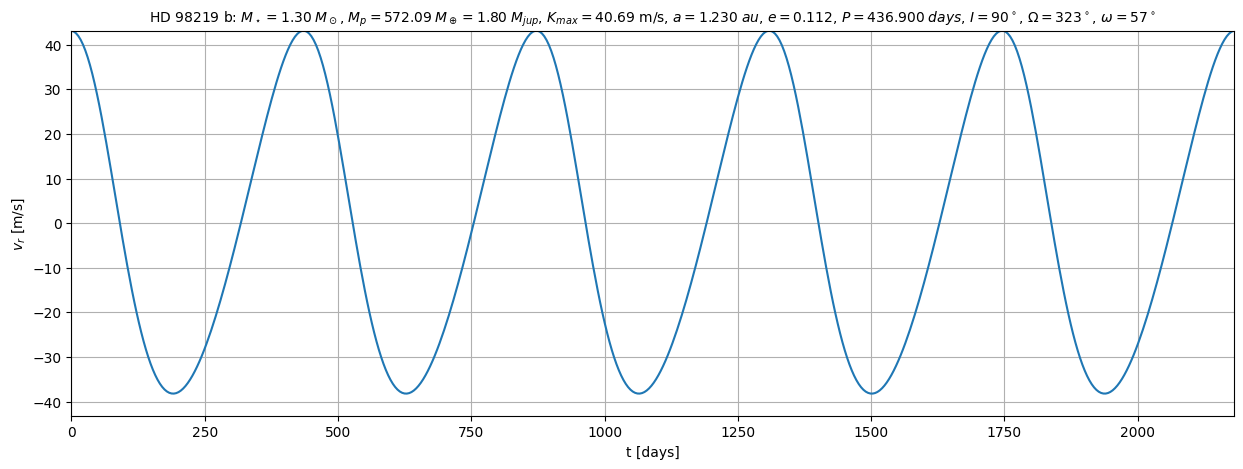 HD 98219 b: M⋆ = 1.30 M⊙, Mp = 572.09 M⊕ = 1.80 Mjup, Kmax = 40.69 m/s, a = 1.230 au, e = 0.112, P = 436.900 days, I = 90°, Ω = 323°, ω = 57°
40
30
20
10
0
−10
−20
−30
−40
vr [m/s]
0 250 500 750 1000 1250 1500 1750 2000
t [days]